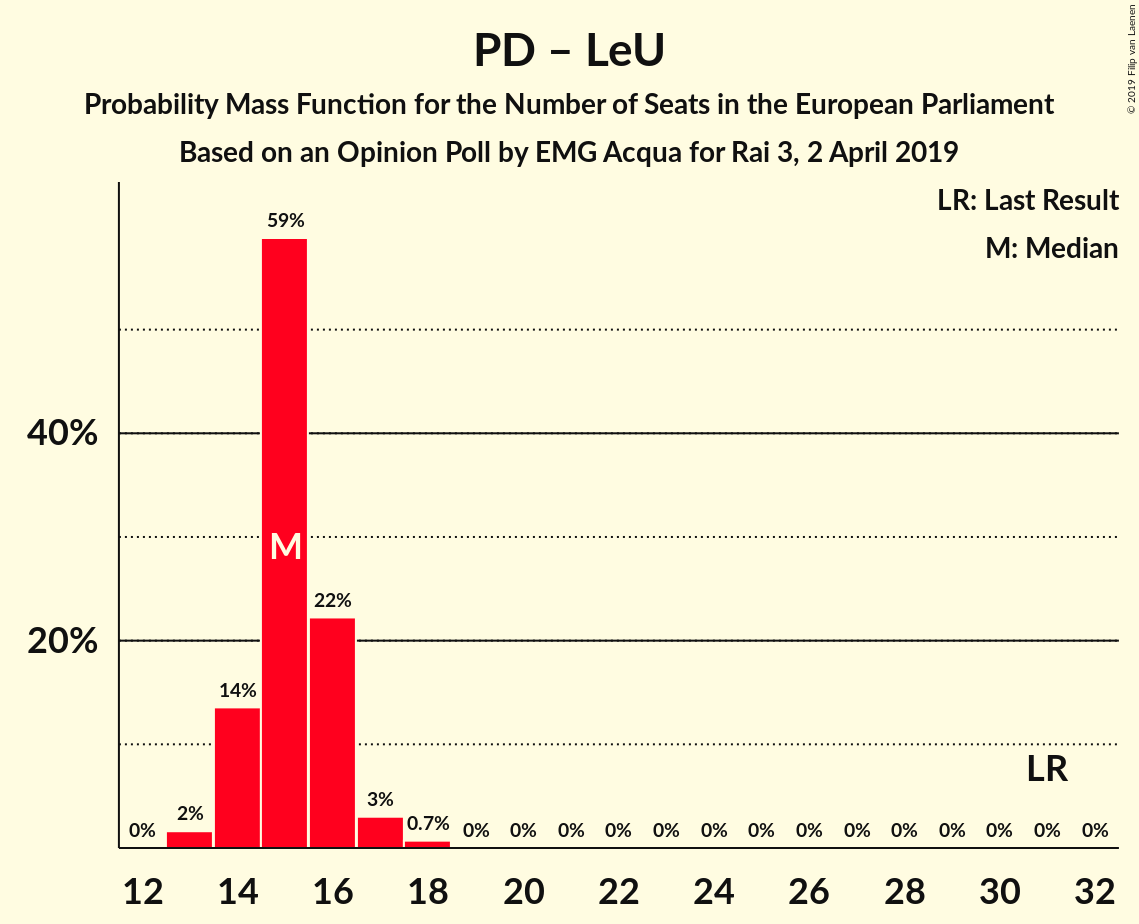 PD – LeU
Probability Mass Function for the Number of Seats in the European Parliament
Based on an Opinion Poll by EMG Acqua for Rai 3, 2 April 2019
© 2019 Filip van Laenen
LR: Last Result
M: Median
59%
40%
M
22%
20%
14%
LR
0%
2%
3%
0.7%
0% 0% 0% 0% 0% 0% 0% 0% 0% 0% 0% 0% 0% 0%
12 14 16 18 20 22 24 26 28 30 32